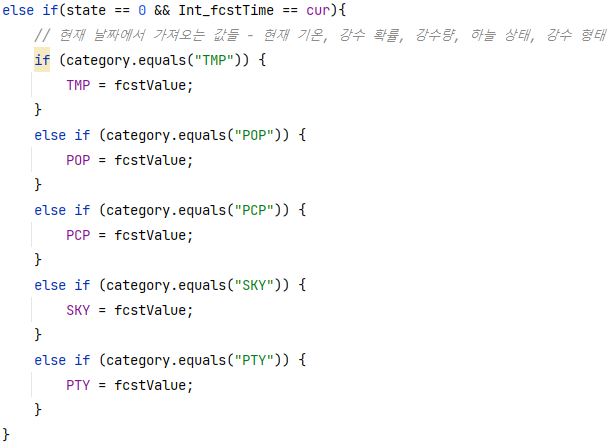 else if(state == 0 && Int_fcstTime == cur){
    // 현재 날짜에서 가져오는 값들 - 현재 기온, 강수 확률, 강수량, 하늘 상태, 강수 형태
    if (category.equals("TMP")) {
        TMP = fcstValue;
    }
    else if (category.equals("POP")) {
        POP = fcstValue;
    }
    else if (category.equals("PCP")) {
        PCP = fcstValue;
    }
    else if (category.equals("SKY")) {
        SKY = fcstValue;
    }
    else if (category.equals("PTY")) {
        PTY = fcstValue;
    }
}